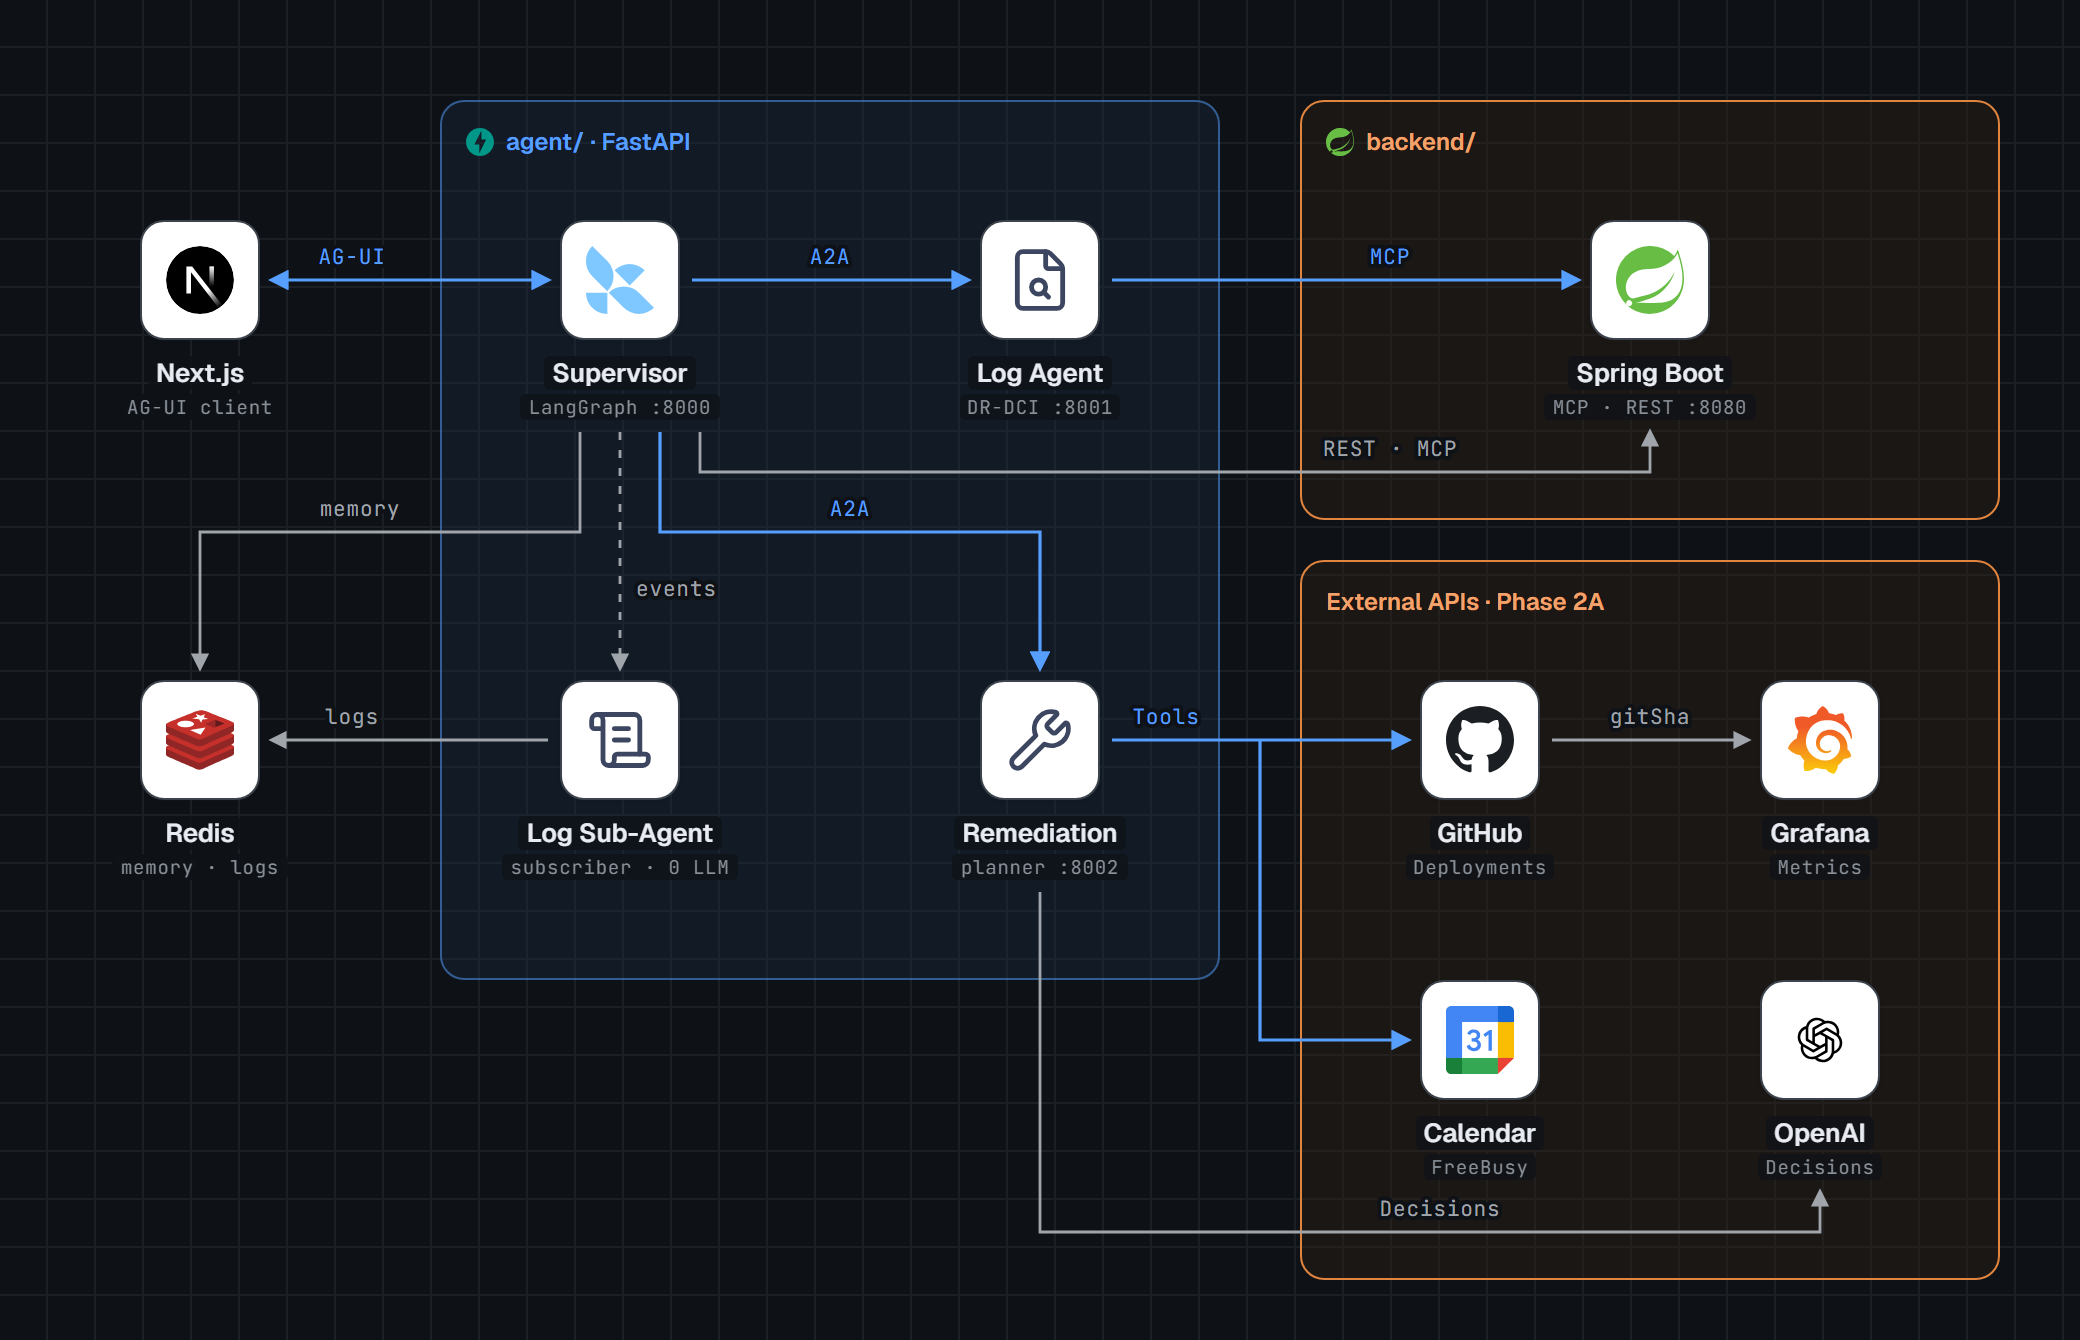 agent/ · FastAPI
backend/
AG-UI
A2A
MCP
Next.js
AG-UI client
Supervisor
LangGraph :8000
Log Agent
DR-DCI :8001
Spring Boot
MCP · REST :8080
REST · MCP
memory
A2A
events
External APIs · Phase 2A
logs
Tools
gitSha
Redis
memory · logs
Log Sub-Agent
subscriber · 0 LLM
Remediation
planner :8002
GitHub
Deployments
Grafana
Metrics
31
Calendar
FreeBusy
OpenAI
Decisions
Decisions